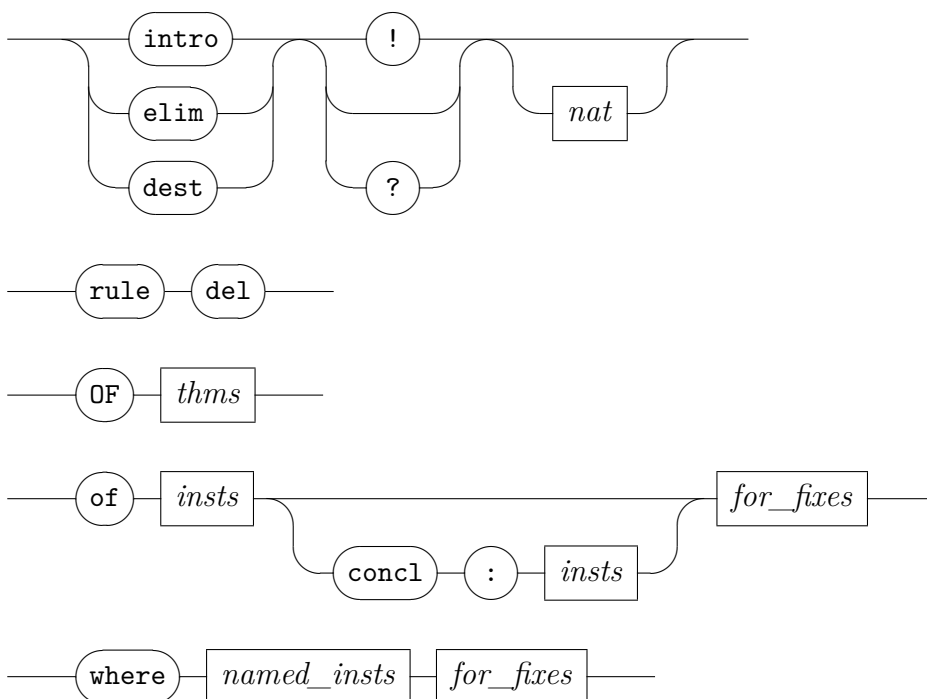 intro !
elim nat
dest ?
rule del
OF thms
of insts for_fixes
concl : insts
where named_insts for_fixes